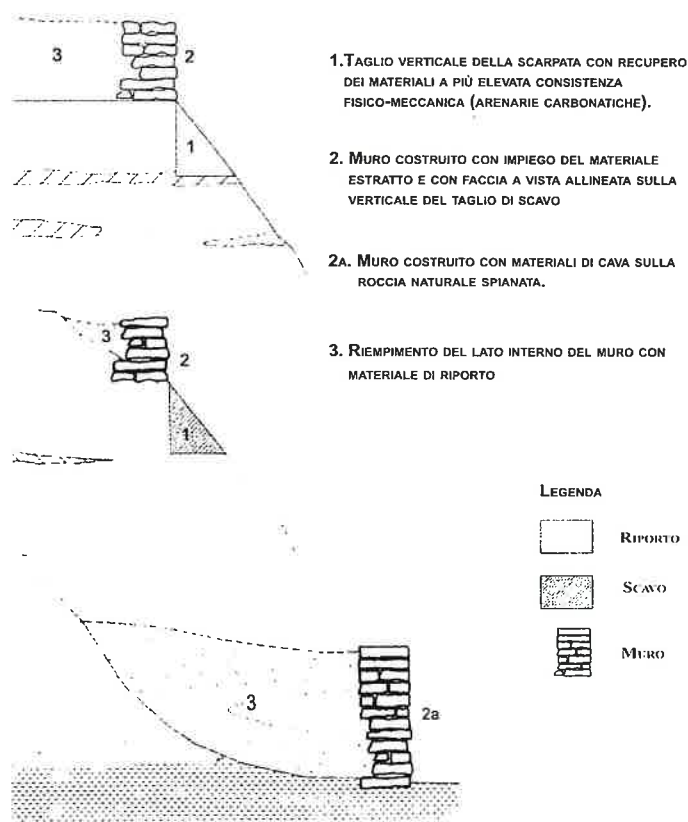 3
2
1
1.TAGLIO VERTICALE DELLA SCARPATA CON RECUPERO
DEI MATERIALI A PIÙ ELEVATA CONSISTENZA
FISICO-MECCANICA (ARENARIE CARBONATICHE).
2. MURO COSTRUITO CON IMPIEGO DEL MATERIALE
ESTRATTO E CON FACCIA A VISTA ALLINEATA SULLA
VERTICALE DEL TAGLIO DI SCAVO
2A. MURO COSTRUITO CON MATERIALI DI CAVA SULLA
ROCCIA NATURALE SPIANATA.
3
2
1
3. RIEMPIMENTO DEL LATO INTERNO DEL MURO CON
MATERIALE DI RIPORTO
LEGENDA
RIPORTO
SCAVO
MURO
3
2a